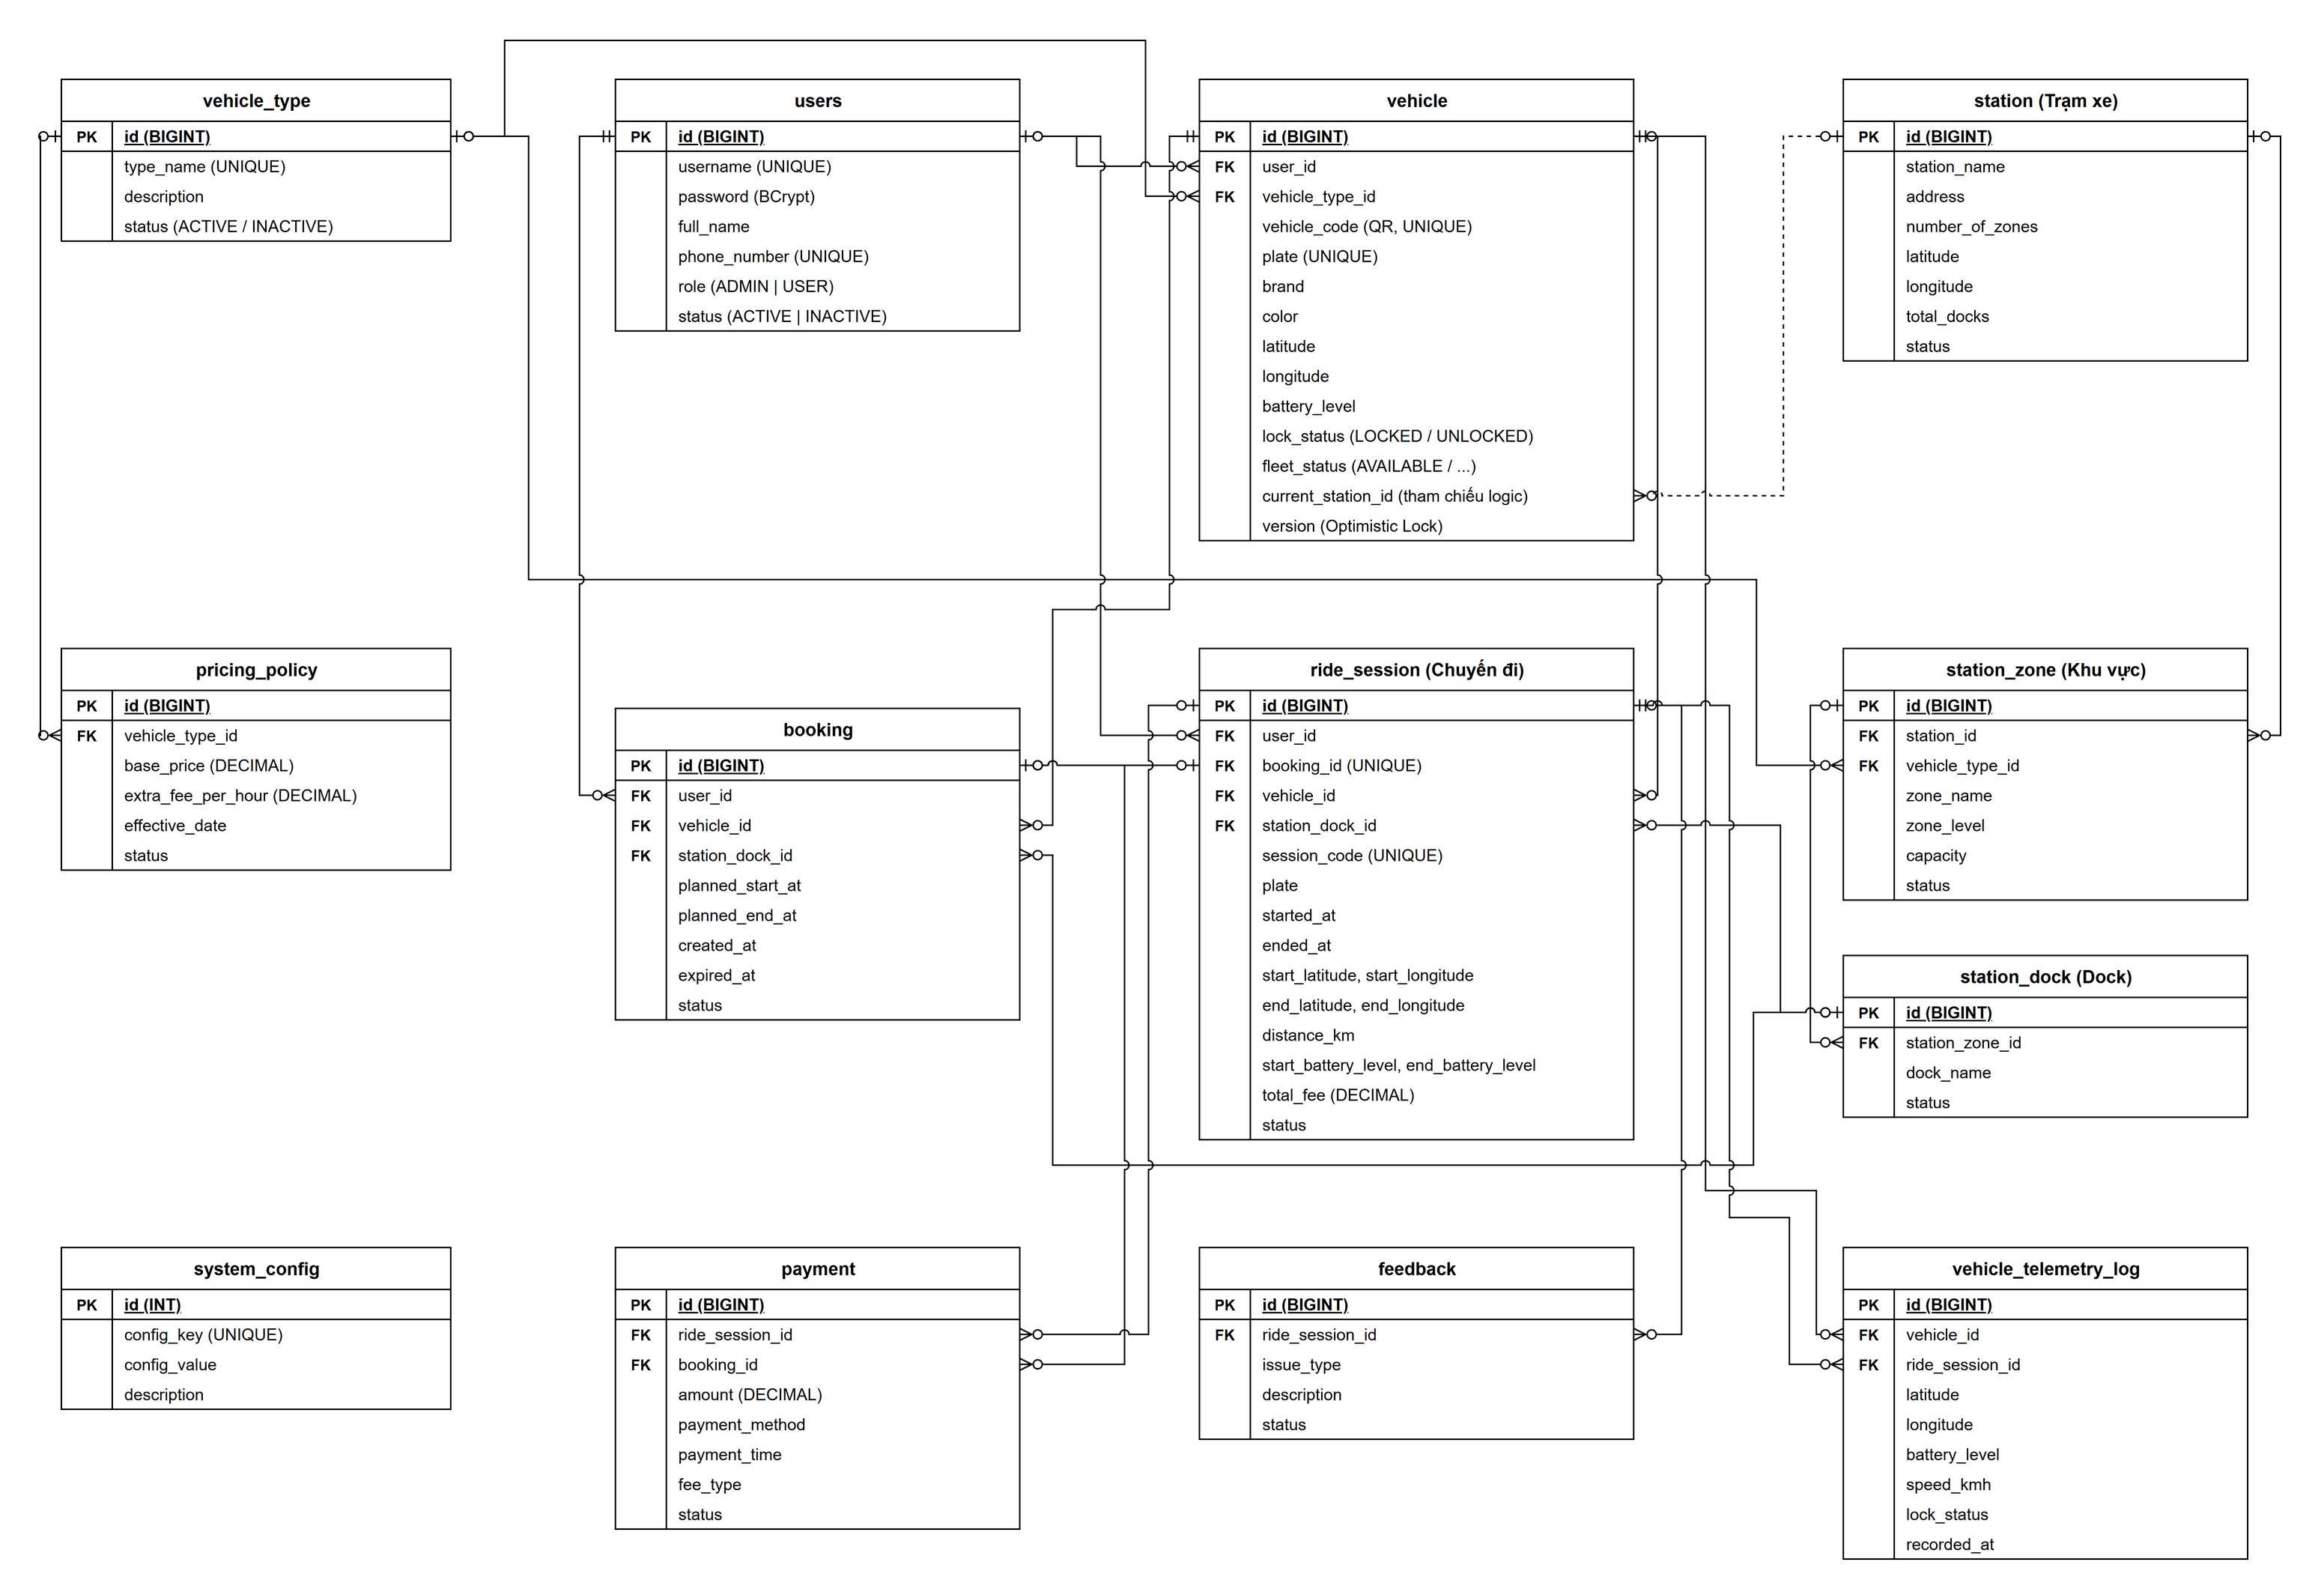 vehicle_type
PK id (BIGINT)
type_name (UNIQUE)
description
status (ACTIVE / INACTIVE)
users
PK id (BIGINT)
username (UNIQUE)
password (BCrypt)
full_name
phone_number (UNIQUE)
role (ADMIN | USER)
status (ACTIVE | INACTIVE)
vehicle
PK id (BIGINT)
FK user_id
FK vehicle_type_id
vehicle_code (QR, UNIQUE)
plate (UNIQUE)
brand
color
latitude
longitude
battery_level
lock_status (LOCKED / UNLOCKED)
fleet_status (AVAILABLE / ...)
current_station_id (tham chiếu logic)
version (Optimistic Lock)
station (Trạm xe)
PK id (BIGINT)
station_name
address
number_of_zones
latitude
longitude
total_docks
status
pricing_policy
PK id (BIGINT)
FK vehicle_type_id
base_price (DECIMAL)
extra_fee_per_hour (DECIMAL)
effective_date
status
booking
PK id (BIGINT)
FK user_id
FK vehicle_id
FK station_dock_id
planned_start_at
planned_end_at
created_at
expired_at
status
ride_session (Chuyến đi)
PK id (BIGINT)
FK user_id
FK booking_id (UNIQUE)
FK vehicle_id
FK station_dock_id
session_code (UNIQUE)
plate
started_at
ended_at
start_latitude, start_longitude
end_latitude, end_longitude
distance_km
start_battery_level, end_battery_level
total_fee (DECIMAL)
status
station_zone (Khu vực)
PK id (BIGINT)
FK station_id
FK vehicle_type_id
zone_name
zone_level
capacity
status
station_dock (Dock)
PK id (BIGINT)
FK station_zone_id
dock_name
status
system_config
PK id (INT)
config_key (UNIQUE)
config_value
description
payment
PK id (BIGINT)
FK ride_session_id
FK booking_id
amount (DECIMAL)
payment_method
payment_time
fee_type
status
feedback
PK id (BIGINT)
FK ride_session_id
issue_type
description
status
vehicle_telemetry_log
PK id (BIGINT)
FK vehicle_id
FK ride_session_id
latitude
longitude
battery_level
speed_kmh
lock_status
recorded_at